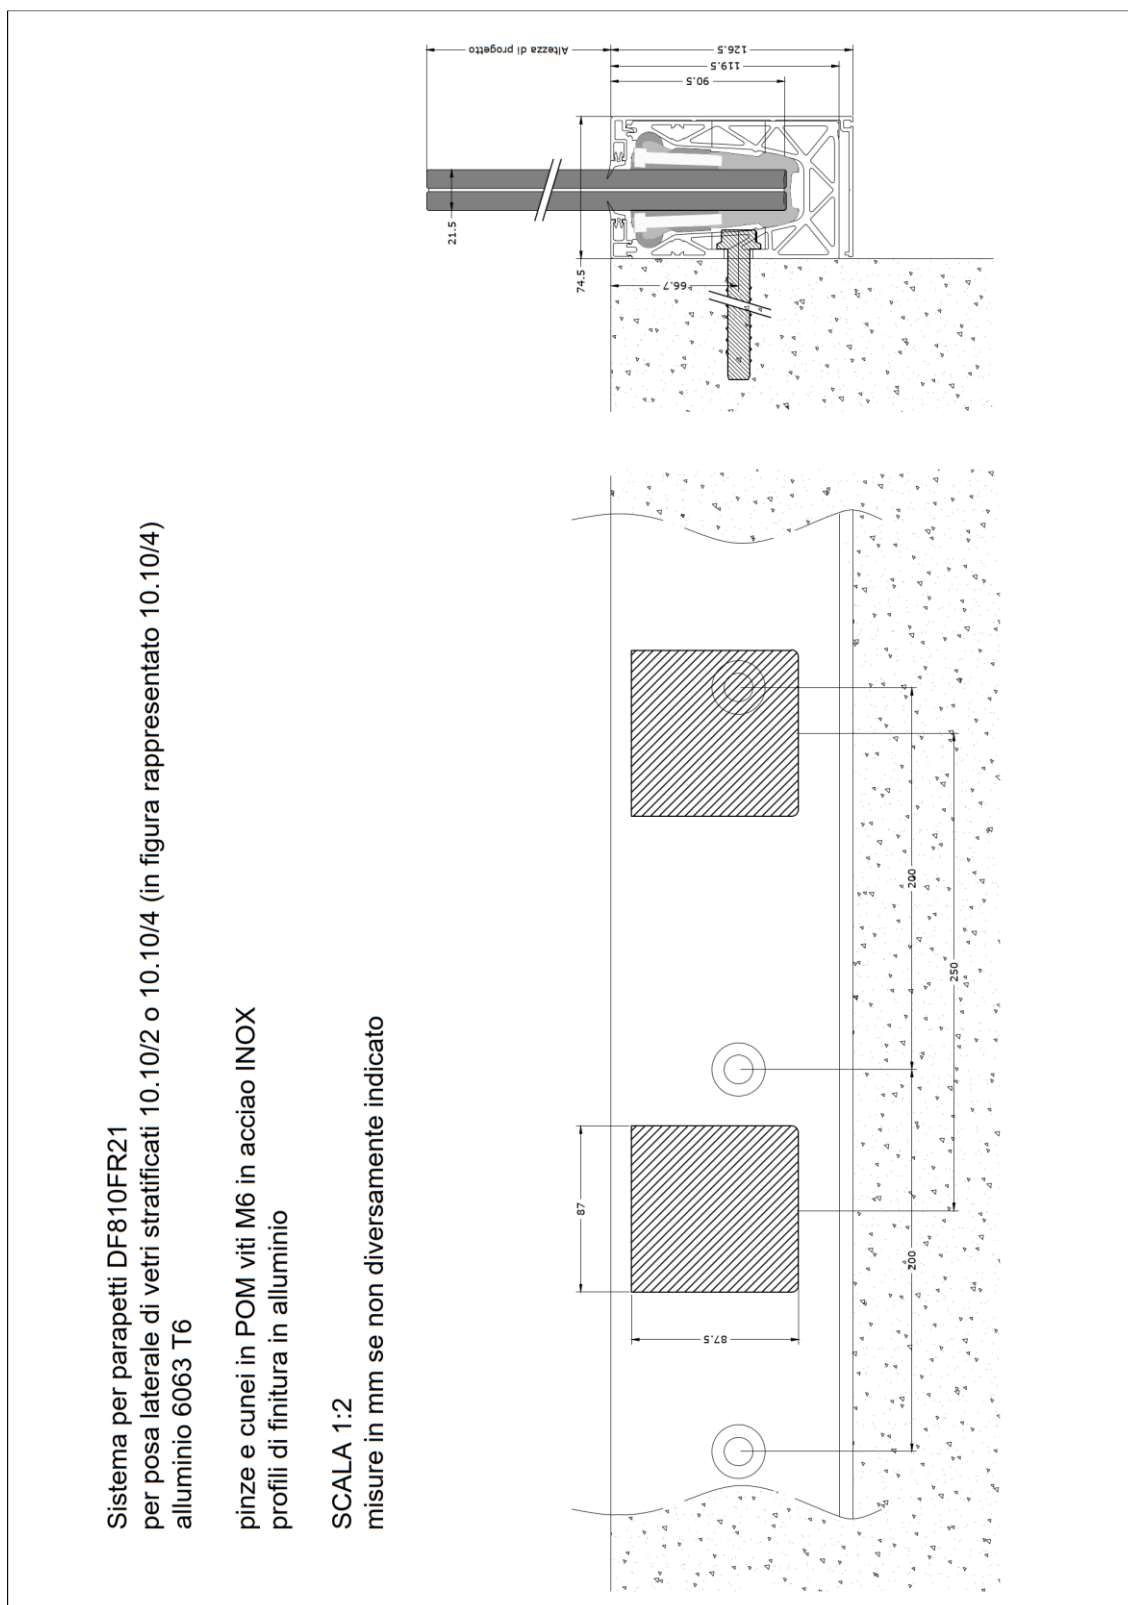 Sistema per parapetti DF810FR21
per posa laterale di vetri stratificati 10.10/2 o 10.10/4 (in figura rappresentato 10.10/4)
alluminio 6063 T6
pinze e cunei in POM viti M6 in acciao INOX
profili di finitura in alluminio
SCALA 1:2
misure in mm se non diversamente indicato
Altezza di progetto
126.5
119.5
90.5
21.5
74.5
66.7
87
87.5
200
200
250